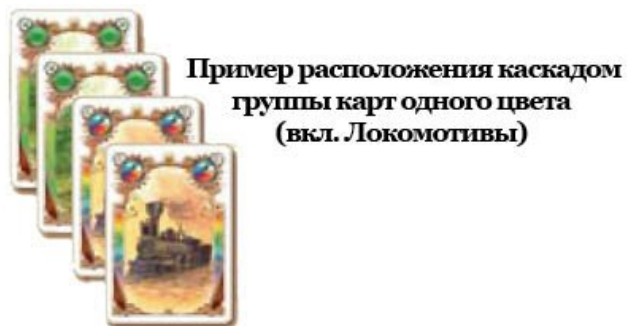 Пример расположения каскадом
группы карт одного цвета
(вкл. Локомотивы)